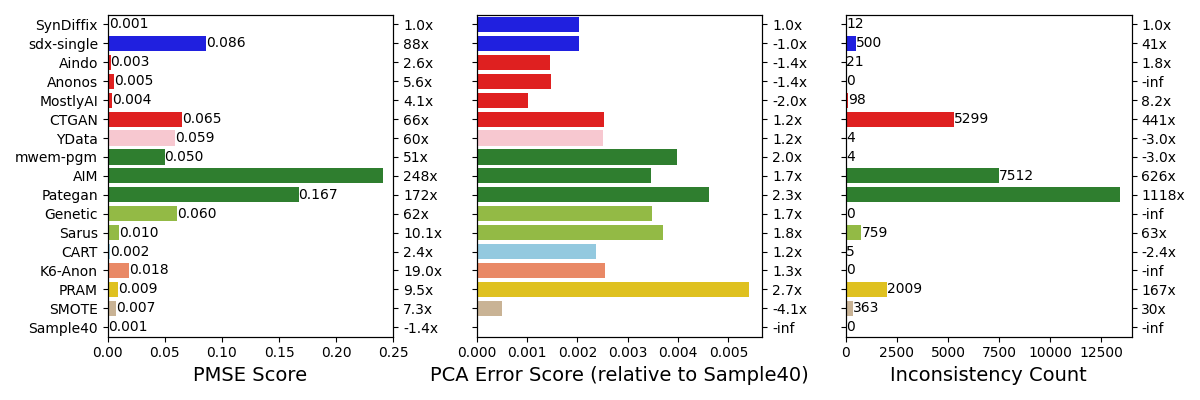 SynDiffix 0.001 1.0x 1.0x 12 1.0x
sdx-single 0.086 88x -1.0x 500 41x
Aindo 0.003 2.6x -1.4x 21 1.8x
Anonos 0.005 5.6x -1.4x 0 -inf
MostlyAI 0.004 4.1x -2.0x 98 8.2x
CTGAN 0.065 66x 1.2x 5299 441x
YData 0.059 60x 1.2x 4 -3.0x
mwem-pgm 0.050 51x 2.0x 4 -3.0x
AIM 248x 1.7x 7512 626x
Pategan 0.167 172x 2.3x 1118x
Genetic 0.060 62x 1.7x 0 -inf
Sarus 0.010 10.1x 1.8x 759 63x
CART 0.002 2.4x 1.2x 5 -2.4x
K6-Anon 0.018 19.0x 1.3x 0 -inf
PRAM 0.009 9.5x 2.7x 2009 167x
SMOTE 0.007 7.3x -4.1x 363 30x
Sample40 0.001 -1.4x -inf 0 -inf
0.00 0.05 0.10 0.15 0.20 0.25 0.000 0.001 0.002 0.003 0.004 0.005 0 2500 5000 7500 10000 12500
PMSE Score PCA Error Score (relative to Sample40) Inconsistency Count